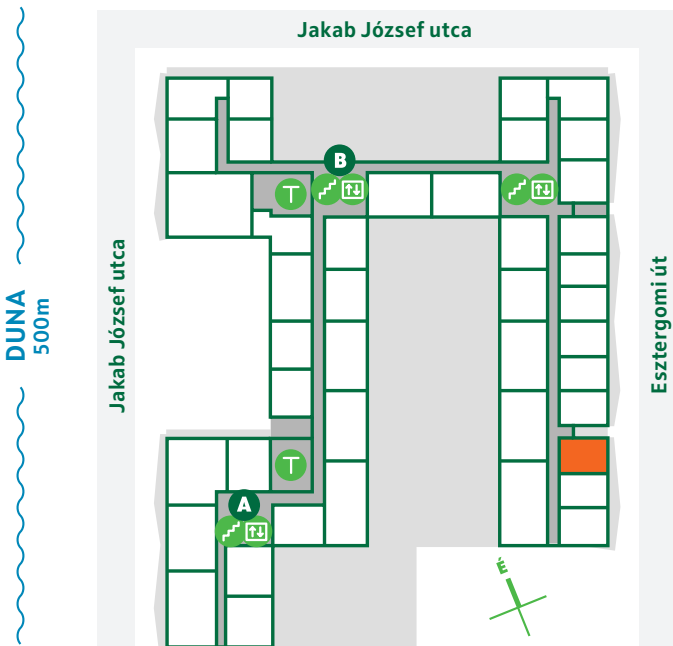 Jakab József utca
B
T
DUNA
500m
Jakab József utca
Esztergomi út
T
A
É